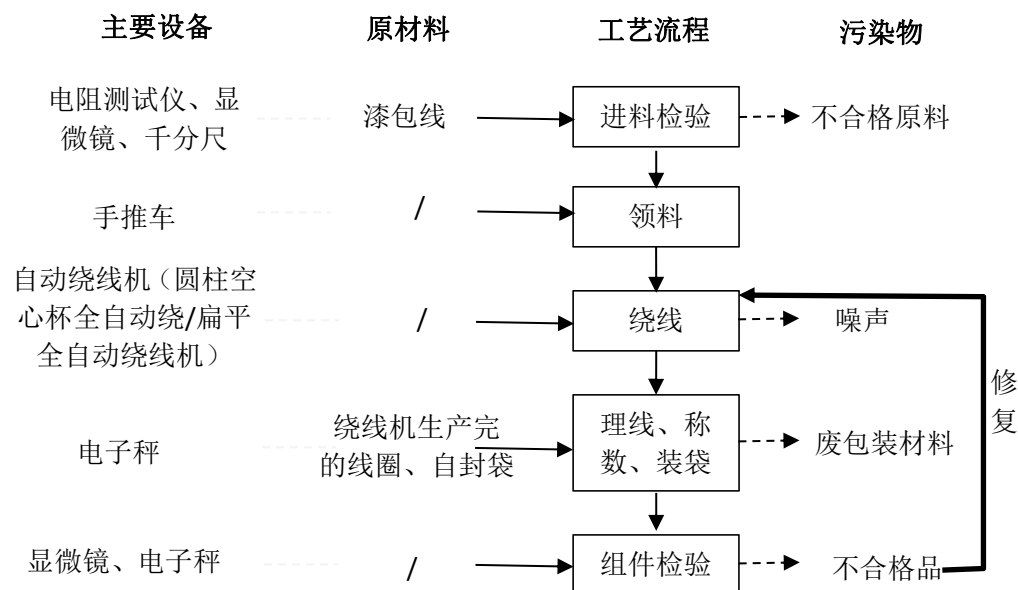 主要设备 原材料 工艺流程 污染物
电阻测试仪、显
微镜、千分尺
漆包线
进料检验
不合格原料
手推车
/
领料
自动绕线机（圆柱空
心杯全自动绕/扁平
全自动绕线机）
/
绕线
噪声
修
复
电子秤
绕线机生产完
的线圈、自封袋
理线、称
数、装袋
废包装材料
显微镜、电子秤
/
组件检验
不合格品